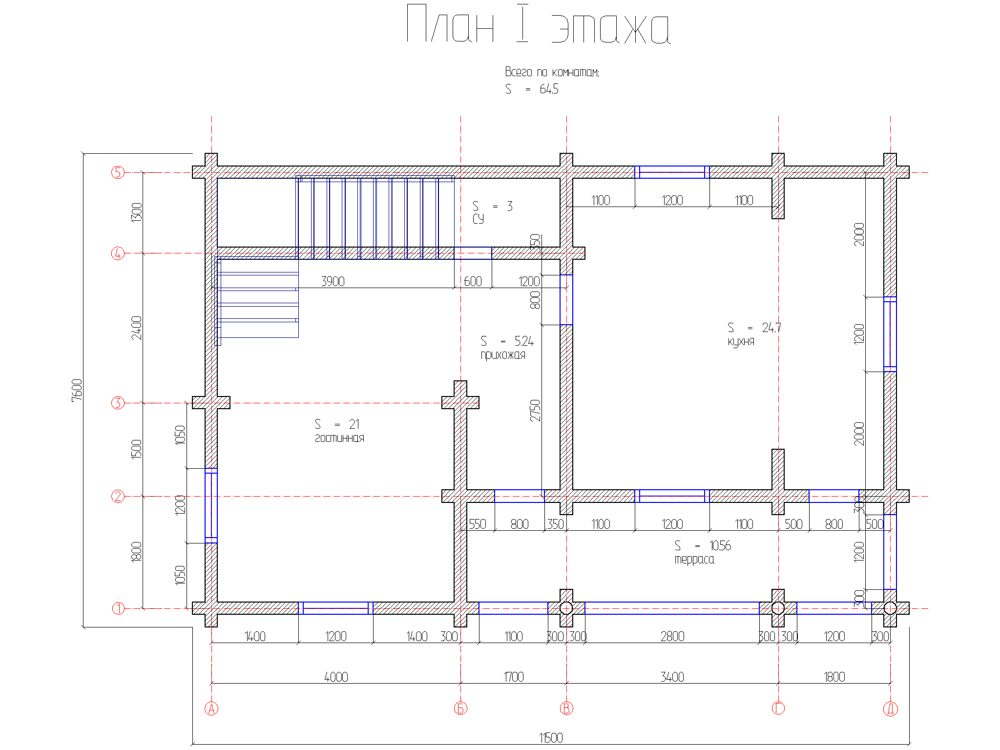 План I этажа
Всего по комнатам:
S = 64.5
5
1100 1200 1100
S = 3
СУ
1300
2000
350
4
3900 600 1200
800
2400
S = 24.7
кухня
1200
S = 5.24
прихожая
7600
3
2750
S = 21
гостинная
1050
1500
2000
2
1200
300
550 800 350 1100 1200 1100 500 800 500
S = 10.56
терраса
1800
1200
1050
300
1
1400 1200 1400 300 1100 300 300 2800 300 300 1200 300
4000 1700 3400 1800
А Б В Г Д
11500